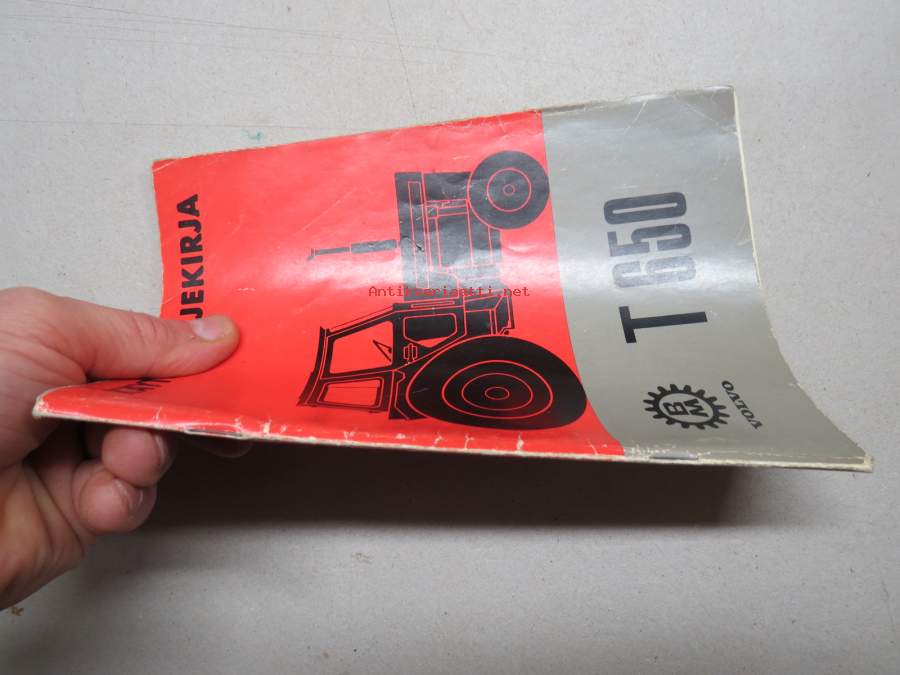 VOLVO
BM
T 650
JEKIRJA
Antikvariaatti.net